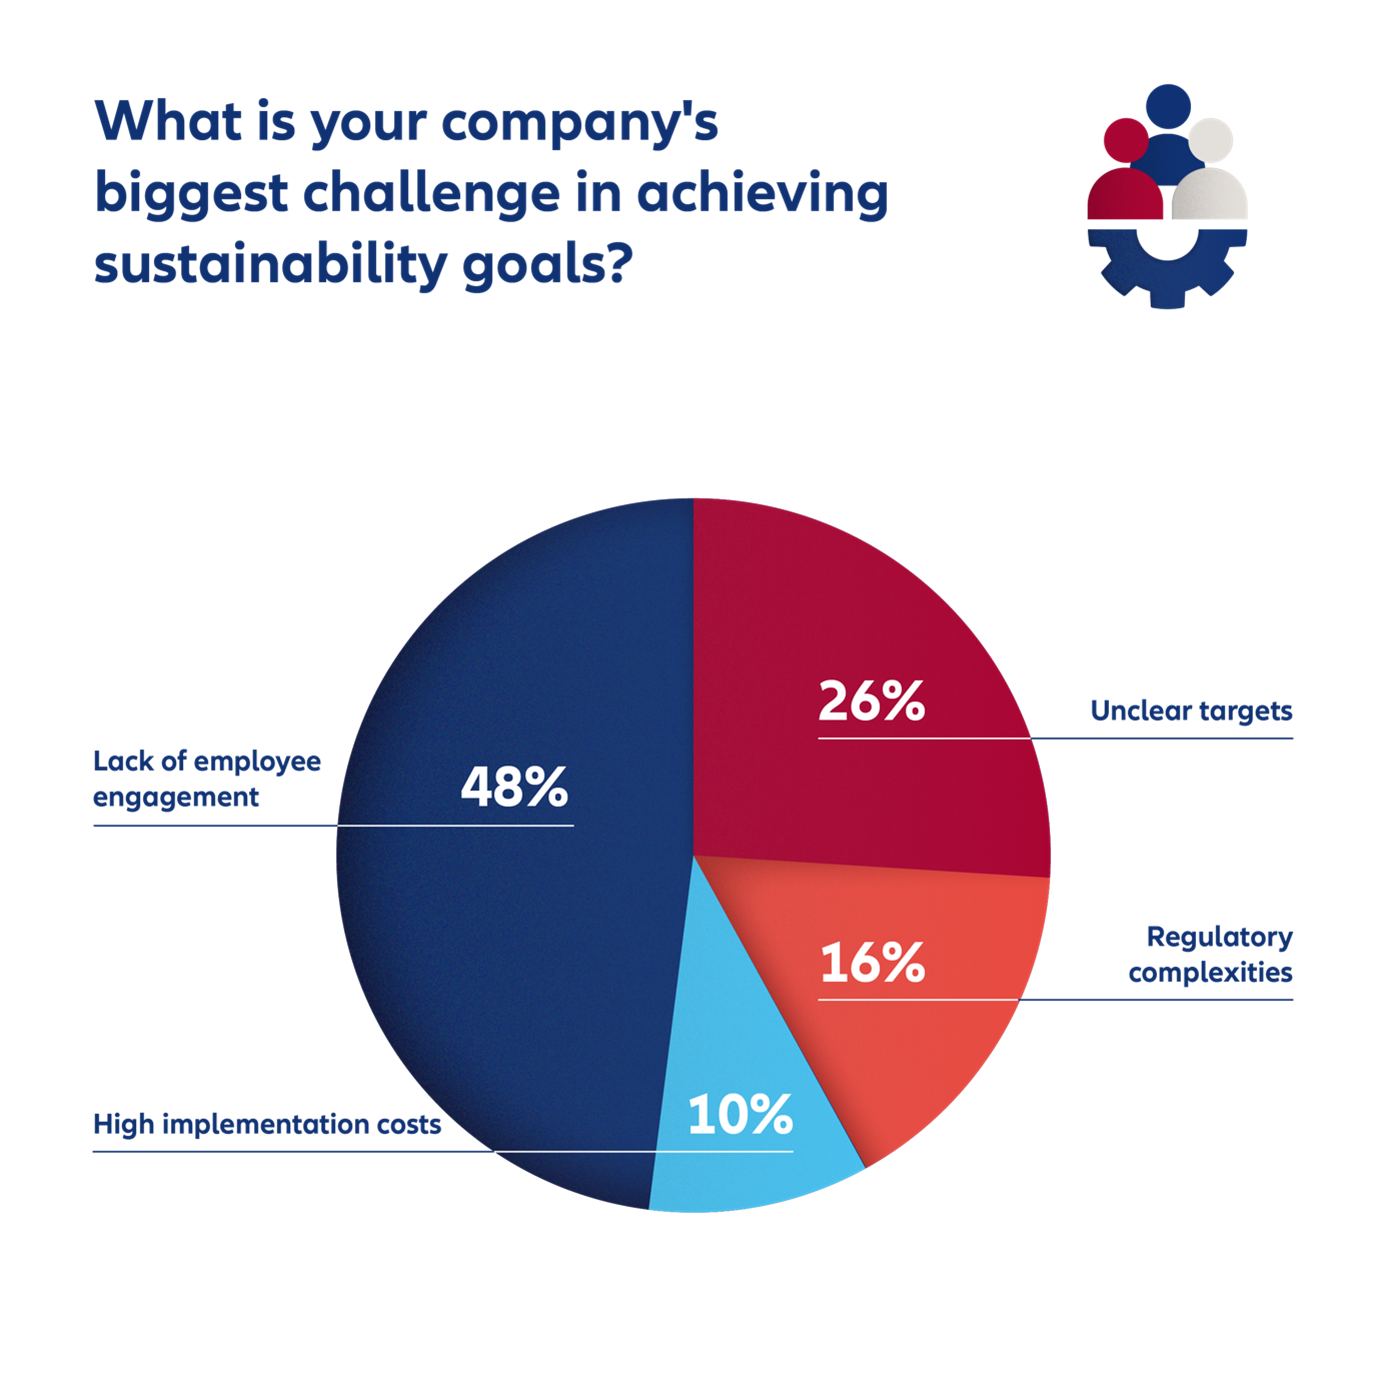 What is your company's
biggest challenge in achieving
sustainability goals?
26%
Unclear targets
Lack of employee
engagement
48%
Regulatory
complexities
16%
High implementation costs
10%